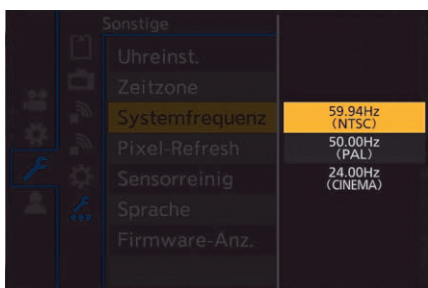 Sonstige
Uhreinst.
Zeitzone
Systemfrequenz
59.94Hz
(NTSC)
50.00Hz
(PAL)
24.00Hz
(CINEMA)
Pixel-Refresh
Sensorreinig
Sprache
Firmware-Anz.